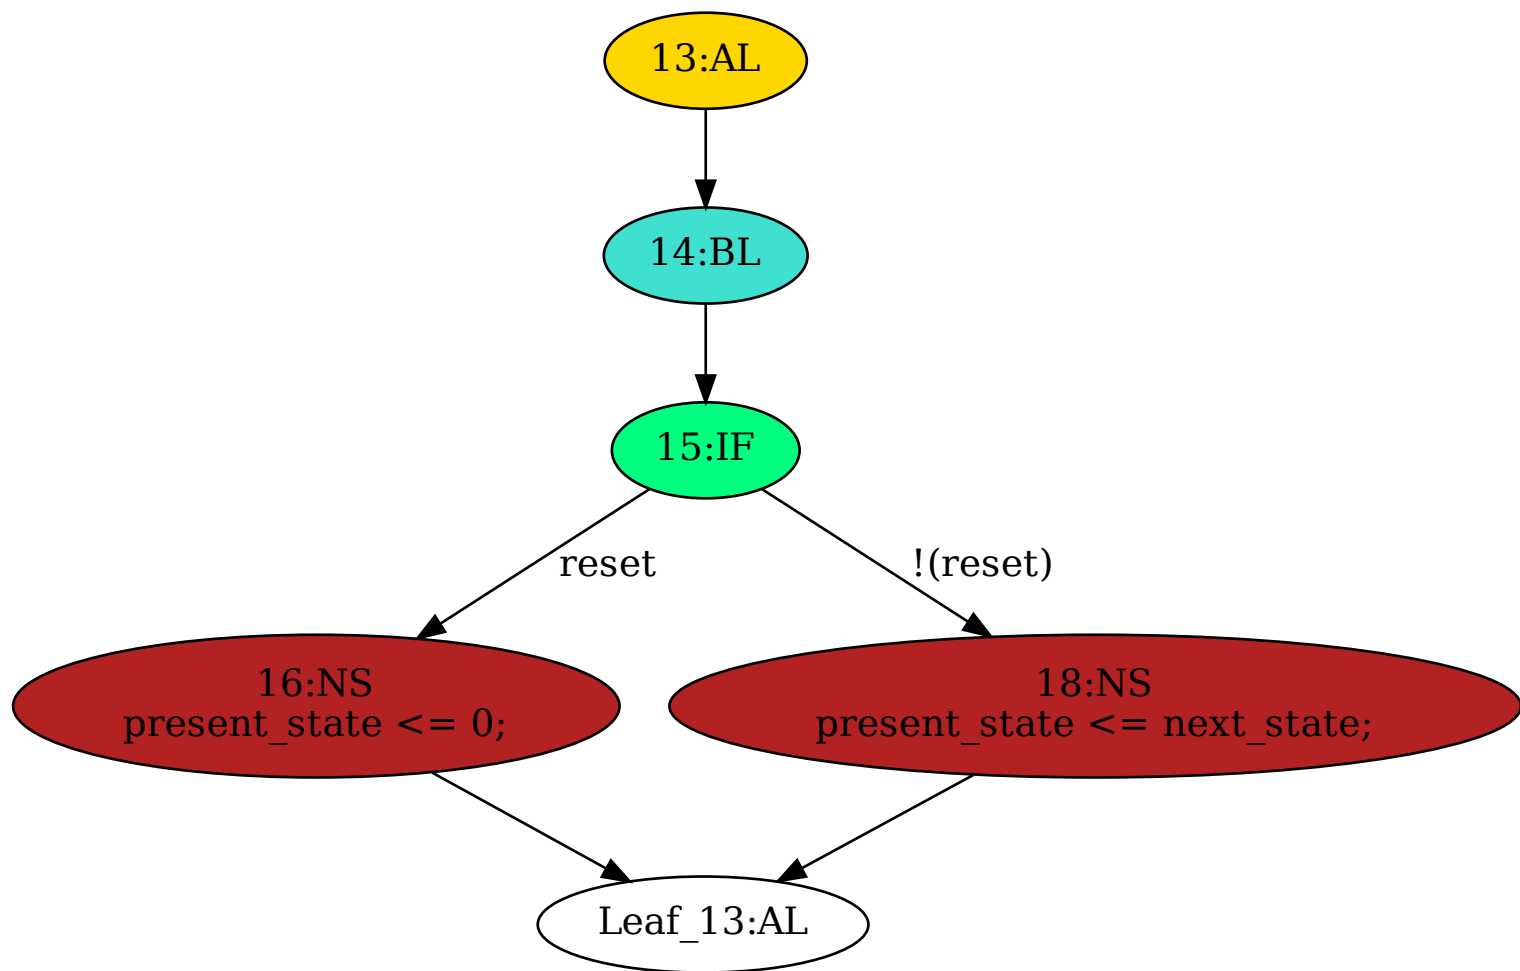 13:AL
14:BL
15:IF
reset
!(reset)
16:NS
present_state <= 0;
18:NS
present_state <= next_state;
Leaf_13:AL